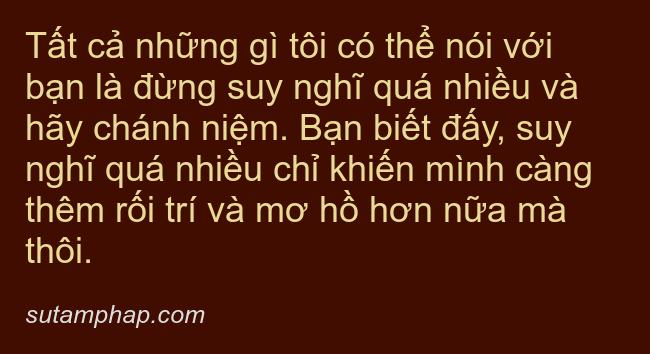 Tất cả những gì tôi có thể nói với
bạn là đừng suy nghĩ quá nhiều và
hãy chánh niệm. Bạn biết đấy, suy
nghĩ quá nhiều chỉ khiến mình càng
thêm rối trí và mơ hồ hơn nữa mà
thôi.
sutamphap.com